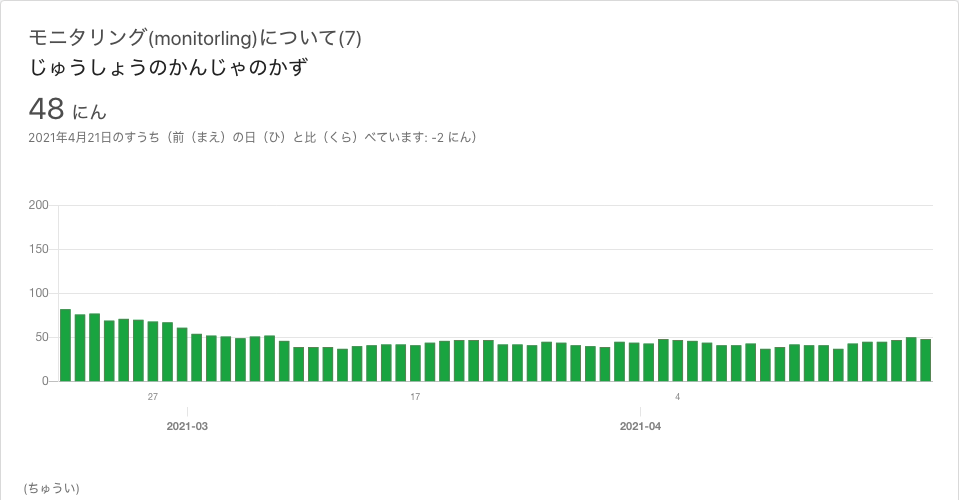 モニタリング(monitorling)について(7)
じゅうしょうのかんじゃのかず
48 にん
2021年4月21日のすうち（前（まえ）の日（ひ）と比（くら）べています: -2 にん）
200
150
100
50
0
27 17 4
2021-03 2021-04
(ちゅうい)